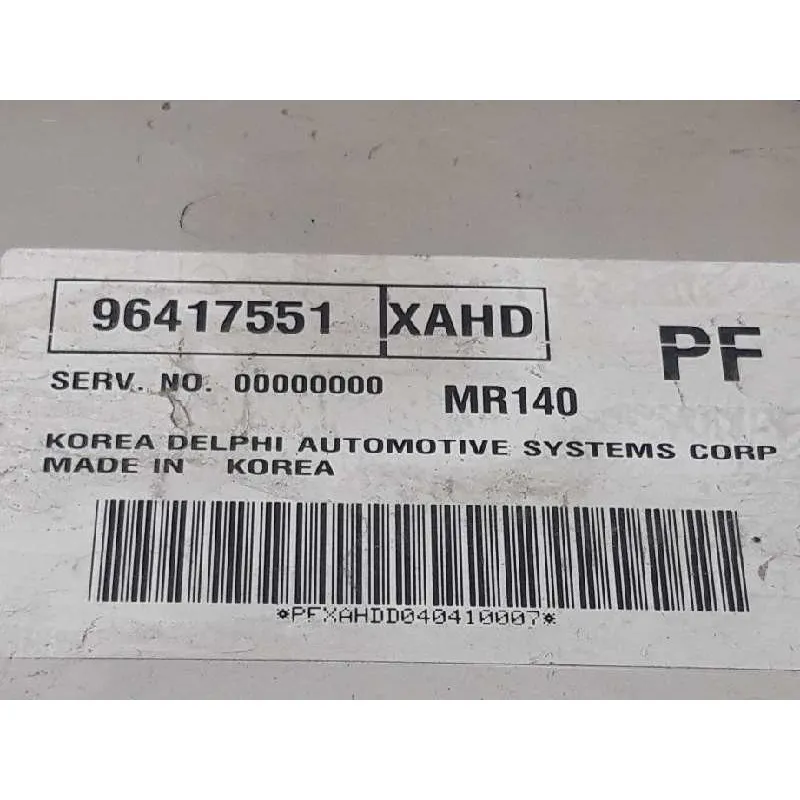 96417551 XAHD
PF
SERV. NO. 00000000 MR140
KOREA DELPHI AUTOMOTIVE SYSTEMS CORP
MADE IN KOREA
*PFXAHDD040410007*